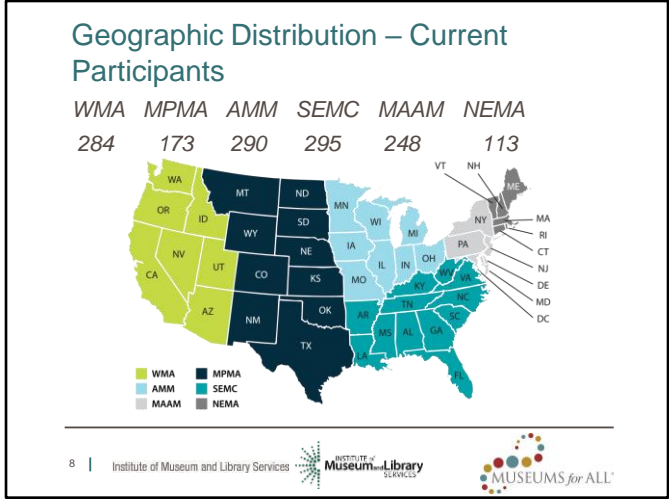 Geographic Distribution – Current
Participants
WMA MPMA AMM SEMC MAAM NEMA
284 173 290 295 248 113
VT NH
WA
MT
ND
MN
ME
OR
ID
SD
WI
MI
NY
MA
WY
RI
NE
IA
PA
CT
NV
UT
IL
IN
OH
NJ
CA
CO
KS
MO
WV
VA
DE
KY
MD
NC
DC
AZ
NM
OK
AR
TN
SC
MS
AL
GA
TX
LA
FL
WMA MPMA
AMM SEMC
MAAM NEMA
8 | Institute of Museum and Library Services
INSTITUTE of
Museum and Library
SERVICES
MUSEUMS for ALL